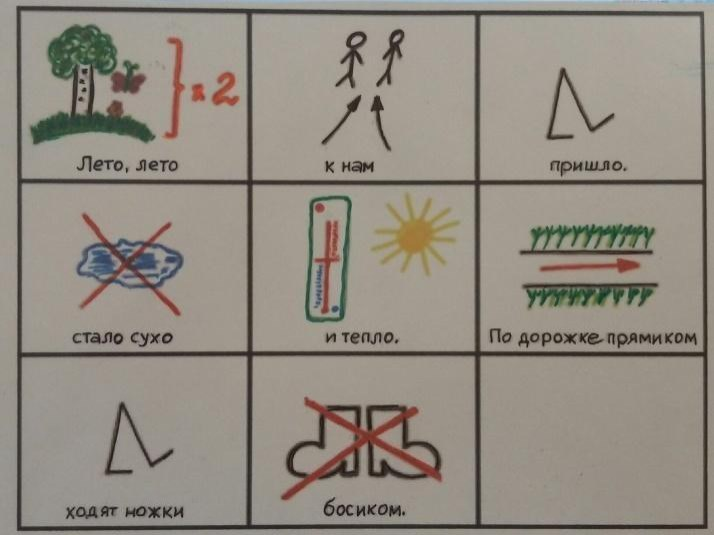 x 2
Лето, лето
к нам
пришло.
стало сухо
и тепло.
По дорожке прямиком
ходят ножки
босиком.